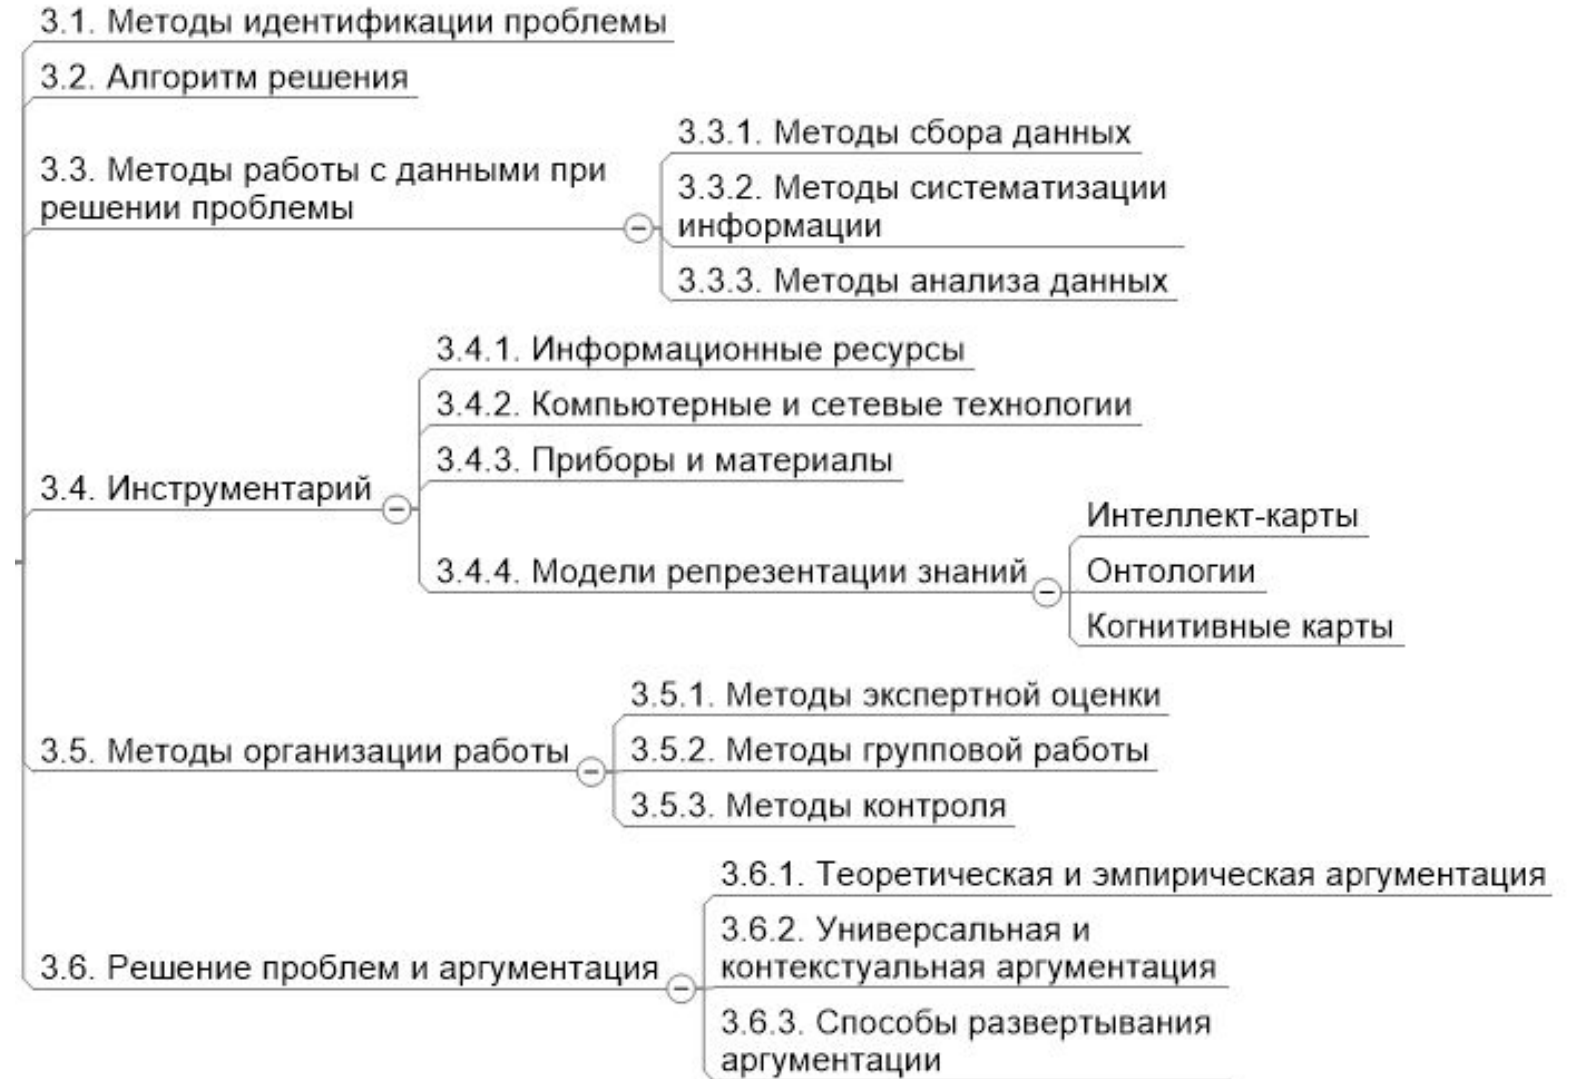 3.1. Методы идентификации проблемы
3.2. Алгоритм решения
3.3. Методы работы с данными при
решении проблемы
3.3.1. Методы сбора данных
3.3.2. Методы систематизации
информации
3.3.3. Методы анализа данных
3.4. Инструментарий
3.4.1. Информационные ресурсы
3.4.2. Компьютерные и сетевые технологии
3.4.3. Приборы и материалы
3.4.4. Модели репрезентации знаний
Интеллект-карты
Онтологии
Когнитивные карты
3.5. Методы организации работы
3.5.1. Методы экспертной оценки
3.5.2. Методы групповой работы
3.5.3. Методы контроля
3.6. Решение проблем и аргументация
3.6.1. Теоретическая и эмпирическая аргументация
3.6.2. Универсальная и
контекстуальная аргументация
3.6.3. Способы развертывания
аргументации